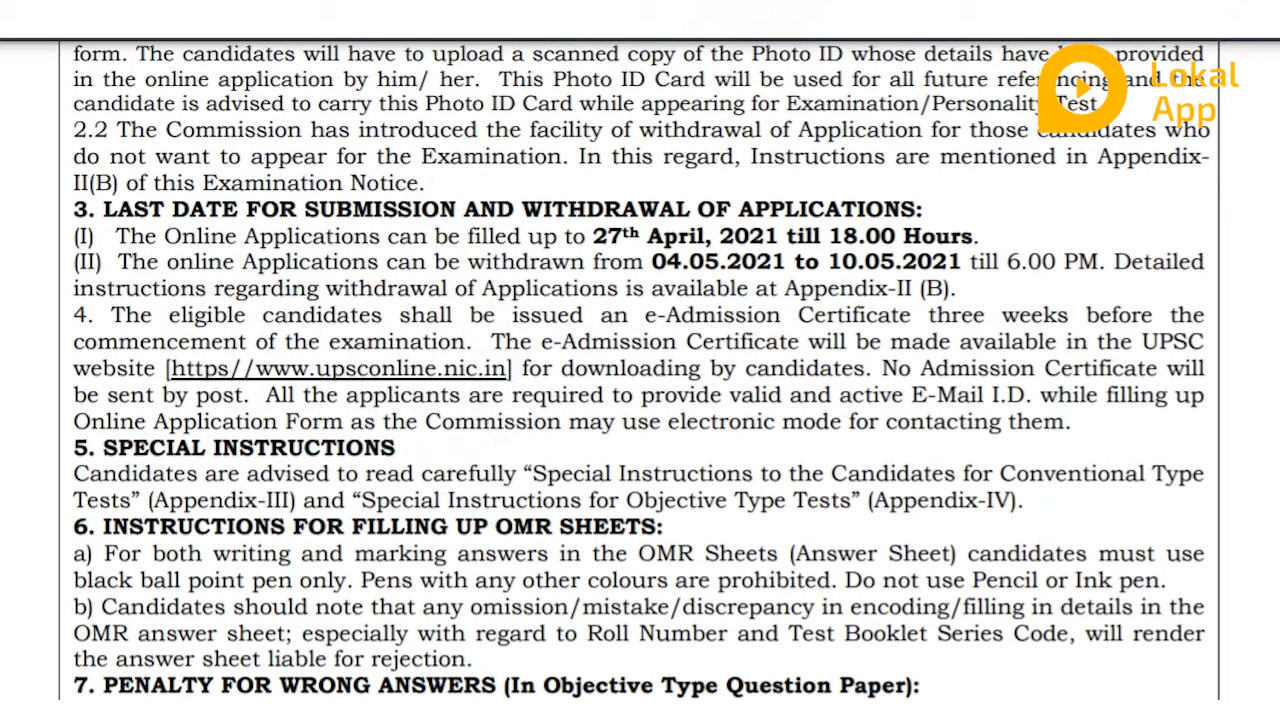 form. The candidates will have to upload a scanned copy of the Photo ID whose details have provided
in the online application by him/ her. This Photo ID Card will be used for all future referencing and the
candidate is advised to carry this Photo ID Card while appearing for Examination/Personality Test
2.2 The Commission has introduced the facility of withdrawal of Application for those candidates who
do not want to appear for the Examination. In this regard, Instructions are mentioned in Appendix-
II(B) of this Examination Notice.
3. LAST DATE FOR SUBMISSION AND WITHDRAWAL OF APPLICATIONS:
(I) The Online Applications can be filled up to 27th April, 2021 till 18.00 Hours.
(II) The online Applications can be withdrawn from 04.05.2021 to 10.05.2021 till 6.00 PM. Detailed
instructions regarding withdrawal of Applications is available at Appendix-II (B).
4. The eligible candidates shall be issued an e-Admission Certificate three weeks before the
commencement of the examination. The e-Admission Certificate will be made available in the UPSC
website [https//www.upsconline.nic.in] for downloading by candidates. No Admission Certificate will
be sent by post. All the applicants are required to provide valid and active E-Mail I.D. while filling up
Online Application Form as the Commission may use electronic mode for contacting them.
5. SPECIAL INSTRUCTIONS
Candidates are advised to read carefully “Special Instructions to the Candidates for Conventional Type
Tests” (Appendix-III) and “Special Instructions for Objective Type Tests” (Appendix-IV).
6. INSTRUCTIONS FOR FILLING UP OMR SHEETS:
a) For both writing and marking answers in the OMR Sheets (Answer Sheet) candidates must use
black ball point pen only. Pens with any other colours are prohibited. Do not use Pencil or Ink pen.
b) Candidates should note that any omission/mistake/discrepancy in encoding/filling in details in the
OMR answer sheet; especially with regard to Roll Number and Test Booklet Series Code, will render
the answer sheet liable for rejection.
7. PENALTY FOR WRONG ANSWERS (In Objective Type Question Paper):
Lokal
App